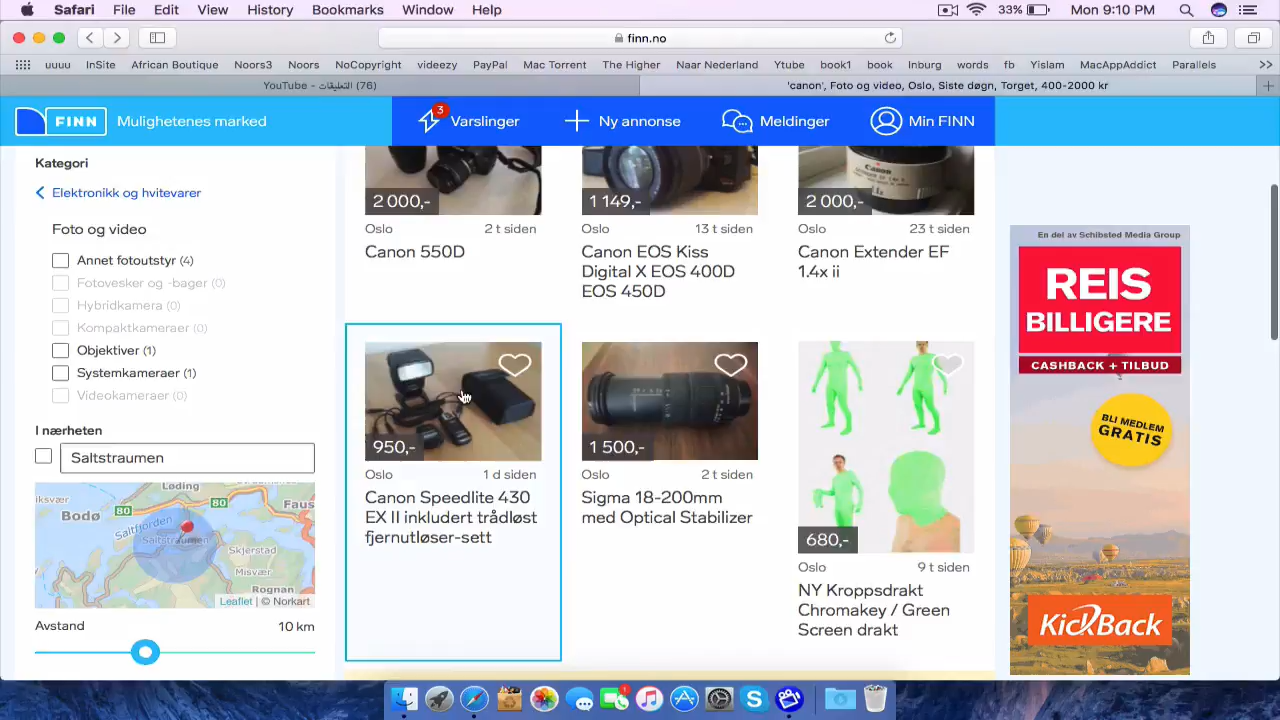 Safari File Edit View History Bookmarks Window Help
33% Mon 9:10 PM
finn.no
uuuu InSite African Boutique Noors3 Noors NoCopyright videezy PayPal Mac Torrent The Higher Naar Nederland Ytube book1 book Inburg words fb Yislam MacAppAddict Parallels >>
YouTube - التعليقات (76)
'canon', Foto og video, Oslo, Siste døgn, Torget, 400-2000 kr
FINN Mulighetenes marked
3 Varslinger
Ny annonse
Meldinger
Min FINN
Kategori
Elektronikk og hvitevarer
Foto og video
Annet fotoutstyr (4)
Fotovesker og -bager (0)
Hybridkamera (0)
Kompaktkameraer (0)
Objektiver (1)
Systemkameraer (1)
Videokameraer (0)
I nærheten
Saltstraumen
Løding
80
80
Faus
Bodø
Saltfjorden
Saltstraumen
Skjerstad
Misvær
Rognan
Leaflet | © Norkart
Avstand 10 km
2 000,-
Oslo 2 t siden
Canon 550D
1 149,-
Oslo 13 t siden
Canon EOS Kiss
Digital X EOS 400D
EOS 450D
Canon
2 000,-
Oslo 23 t siden
Canon Extender EF
1.4x ii
950,-
Oslo 1 d siden
Canon Speedlite 430
EX II inkludert trådløst
fjernutløser-sett
1 500,-
Oslo 2 t siden
Sigma 18-200mm
med Optical Stabilizer
680,-
Oslo 9 t siden
NY Kroppsdrakt
Chromakey / Green
Screen drakt
En del av Schibsted Media Group
REIS
BILLIGERE
CASHBACK + TILBUD
BLI MEDLEM
GRATIS
KickBack